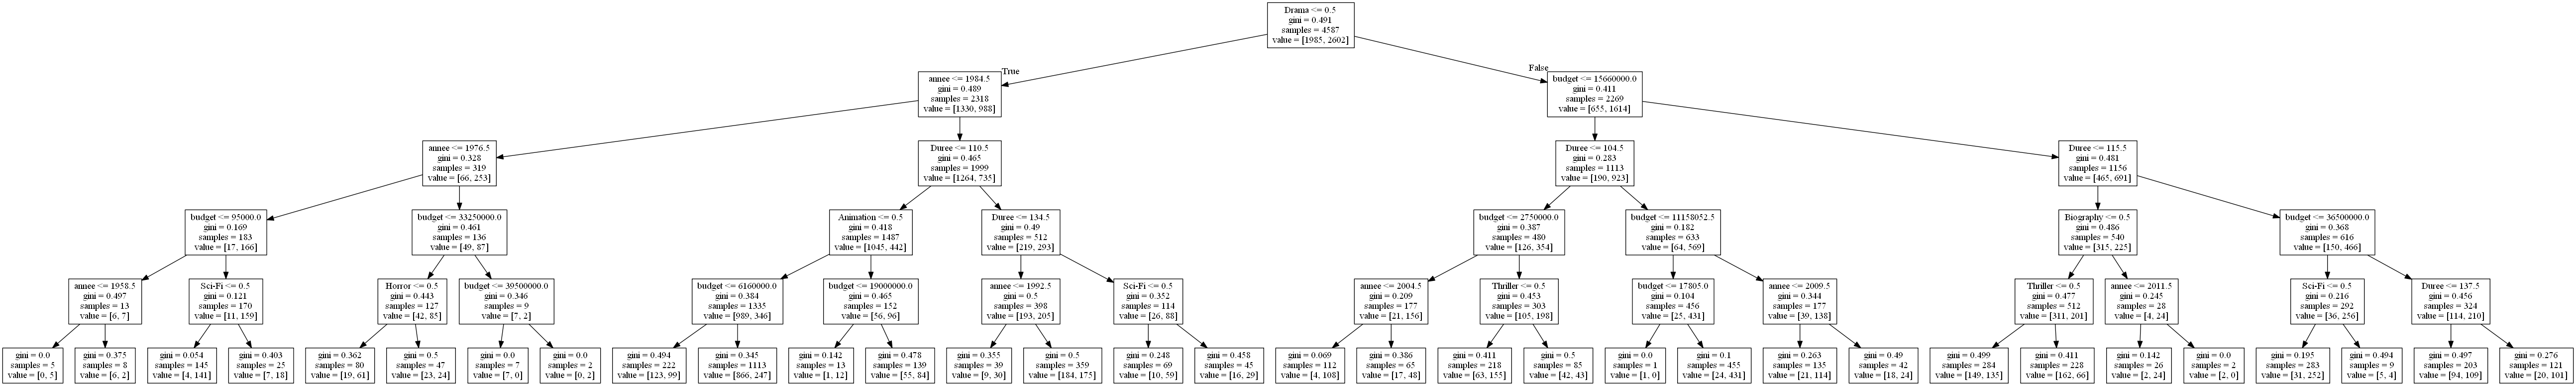 Drama <= 0.5
gini = 0.491
samples = 4587
value = [1985, 2602]
True
False
annee <= 1984.5
gini = 0.489
samples = 2318
value = [1330, 988]
budget <= 15660000.0
gini = 0.411
samples = 2269
value = [655, 1614]
annee <= 1976.5
gini = 0.328
samples = 319
value = [66, 253]
Duree <= 110.5
gini = 0.465
samples = 1999
value = [1264, 735]
Duree <= 104.5
gini = 0.283
samples = 1113
value = [190, 923]
Duree <= 115.5
gini = 0.481
samples = 1156
value = [465, 691]
budget <= 95000.0
gini = 0.169
samples = 183
value = [17, 166]
budget <= 33250000.0
gini = 0.461
samples = 136
value = [49, 87]
Animation <= 0.5
gini = 0.418
samples = 1487
value = [1045, 442]
Duree <= 134.5
gini = 0.49
samples = 512
value = [219, 293]
budget <= 2750000.0
gini = 0.387
samples = 480
value = [126, 354]
budget <= 11158052.5
gini = 0.182
samples = 633
value = [64, 569]
Biography <= 0.5
gini = 0.486
samples = 540
value = [315, 225]
budget <= 36500000.0
gini = 0.368
samples = 616
value = [150, 466]
annee <= 1958.5
gini = 0.497
samples = 13
value = [6, 7]
Sci-Fi <= 0.5
gini = 0.121
samples = 170
value = [11, 159]
Horror <= 0.5
gini = 0.443
samples = 127
value = [42, 85]
budget <= 39500000.0
gini = 0.346
samples = 9
value = [7, 2]
budget <= 6160000.0
gini = 0.384
samples = 1335
value = [989, 346]
budget <= 19000000.0
gini = 0.465
samples = 152
value = [56, 96]
annee <= 1992.5
gini = 0.5
samples = 398
value = [193, 205]
Sci-Fi <= 0.5
gini = 0.352
samples = 114
value = [26, 88]
annee <= 2004.5
gini = 0.209
samples = 177
value = [21, 156]
Thriller <= 0.5
gini = 0.453
samples = 303
value = [105, 198]
budget <= 17805.0
gini = 0.104
samples = 456
value = [25, 431]
annee <= 2009.5
gini = 0.344
samples = 177
value = [39, 138]
Thriller <= 0.5
gini = 0.477
samples = 512
value = [311, 201]
annee <= 2011.5
gini = 0.245
samples = 28
value = [4, 24]
Sci-Fi <= 0.5
gini = 0.216
samples = 292
value = [36, 256]
Duree <= 137.5
gini = 0.456
samples = 324
value = [114, 210]
gini = 0.0
samples = 5
value = [0, 5]
gini = 0.375
samples = 8
value = [6, 2]
gini = 0.054
samples = 145
value = [4, 141]
gini = 0.403
samples = 25
value = [7, 18]
gini = 0.362
samples = 80
value = [19, 61]
gini = 0.5
samples = 47
value = [23, 24]
gini = 0.0
samples = 7
value = [7, 0]
gini = 0.0
samples = 2
value = [0, 2]
gini = 0.494
samples = 222
value = [123, 99]
gini = 0.345
samples = 1113
value = [866, 247]
gini = 0.142
samples = 13
value = [1, 12]
gini = 0.478
samples = 139
value = [55, 84]
gini = 0.355
samples = 39
value = [9, 30]
gini = 0.5
samples = 359
value = [184, 175]
gini = 0.248
samples = 69
value = [10, 59]
gini = 0.458
samples = 45
value = [16, 29]
gini = 0.069
samples = 112
value = [4, 108]
gini = 0.386
samples = 65
value = [17, 48]
gini = 0.411
samples = 218
value = [63, 155]
gini = 0.5
samples = 85
value = [42, 43]
gini = 0.0
samples = 1
value = [1, 0]
gini = 0.1
samples = 455
value = [24, 431]
gini = 0.263
samples = 135
value = [21, 114]
gini = 0.49
samples = 42
value = [18, 24]
gini = 0.499
samples = 284
value = [149, 135]
gini = 0.411
samples = 228
value = [162, 66]
gini = 0.142
samples = 26
value = [2, 24]
gini = 0.0
samples = 2
value = [2, 0]
gini = 0.195
samples = 283
value = [31, 252]
gini = 0.494
samples = 9
value = [5, 4]
gini = 0.497
samples = 203
value = [94, 109]
gini = 0.276
samples = 121
value = [20, 101]